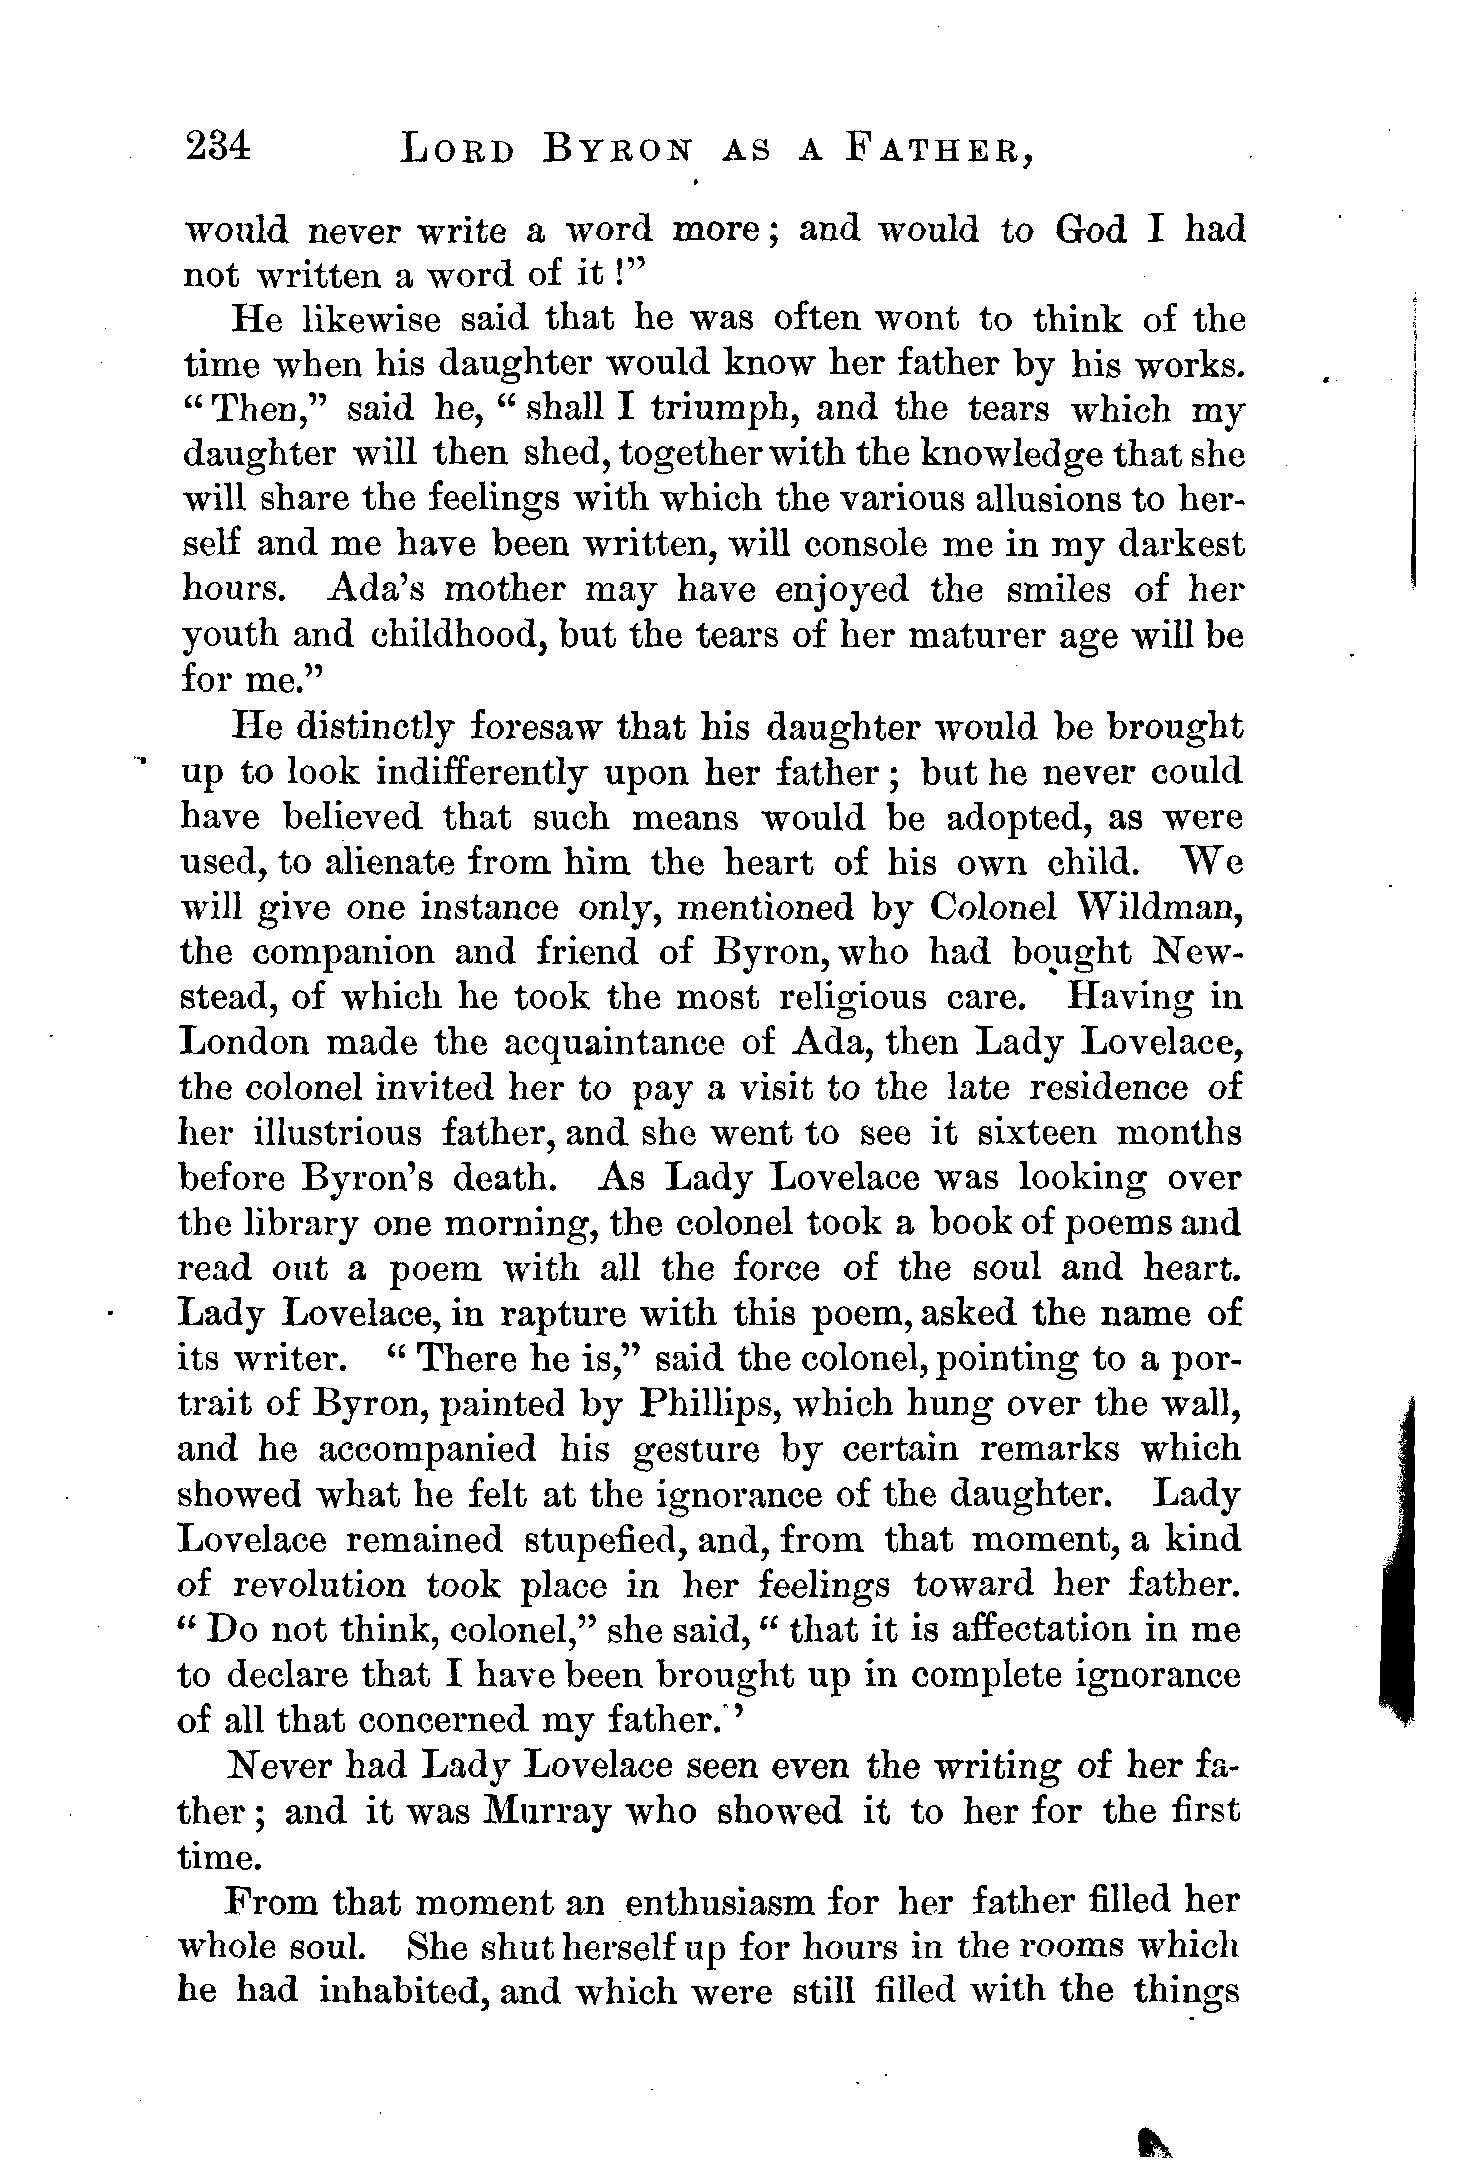 234 LORD BYRON AS A FATHER,
would never write a word more; and would to God I had
not written a word of it!"
He likewise said that he was often wont to think of the
time when his daughter would know her father by his works.
"Then," said he, "shall I triumph, and the tears which my
daughter will then shed, together with the knowledge that she
will share the feelings with which the various allusions to her-
self and me have been written, will console me in my darkest
hours. Ada's mother may have enjoyed the smiles of her
youth and childhood, but the tears of her maturer age will be
for me."
He distinctly foresaw that his daughter would be brought
up to look indifferently upon her father; but he never could
have believed that such means would be adopted, as were
used, to alienate from him the heart of his own child. We
will give one instance only, mentioned by Colonel Wildman,
the companion and friend of Byron, who had bought New-
stead, of which he took the most religious care. Having in
London made the acquaintance of Ada, then Lady Lovelace,
the colonel invited her to pay a visit to the late residence of
her illustrious father, and she went to see it sixteen months
before Byron's death. As Lady Lovelace was looking over
the library one morning, the colonel took a book of poems and
read out a poem with all the force of the soul and heart.
Lady Lovelace, in rapture with this poem, asked the name of
its writer. "There he is," said the colonel, pointing to a por-
trait of Byron, painted by Phillips, which hung over the wall,
and he accompanied his gesture by certain remarks which
showed what he felt at the ignorance of the daughter. Lady
Lovelace remained stupefied, and, from that moment, a kind
of revolution took place in her feelings toward her father.
"Do not think, colonel," she said, "that it is affectation in me
to declare that I have been brought up in complete ignorance
of all that concerned my father."
Never had Lady Lovelace seen even the writing of her fa-
ther; and it was Murray who showed it to her for the first
time.
From that moment an enthusiasm for her father filled her
whole soul. She shut herself up for hours in the rooms which
he had inhabited, and which were still filled with the things